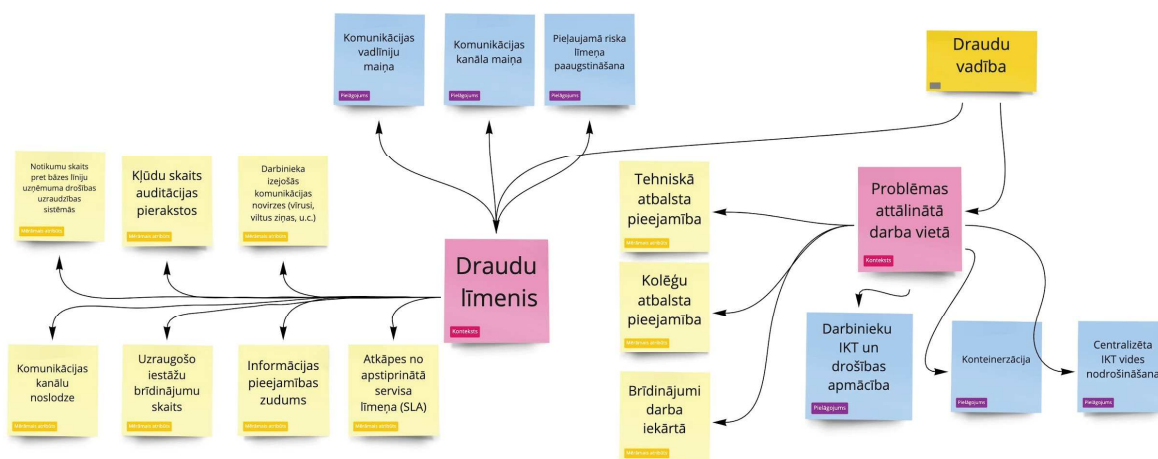 Komunikācijas
vadlīniju
maiņa
Pielāgojums
Komunikācijas
kanāla maiņa
Pielāgojums
Pieļaujamā riska
līmeņa
paaugstināšana
Pielāgojums
Draudu
vadība
Notikumu skaits
pret bāzes līniju
uzņēmuma drošības
uzraudzības
sistēmās
Mērāmais atribūts
Kļūdu skaits
auditācijas
pierakstos
Mērāmais atribūts
Darbinieka
izejošās
komunikācijas
novirzes (vīrusi,
viltus ziņas, u.c.)
Mērāmais atribūts
Tehniskā
atbalsta
pieejamība
Mērāmais atribūts
Problēmas
attālinātā
darba vietā
Konteksts
Draudu
līmenis
Konteksts
Kolēģu
atbalsta
pieejamība
Mērāmais atribūts
Komunikācijas
kanālu
noslodze
Mērāmais atribūts
Uzraugošo
iestāžu
brīdinājumu
skaits
Mērāmais atribūts
Informācijas
pieejamības
zudums
Mērāmais atribūts
Atkāpes no
apstiprinātā
servisa
līmeņa (SLA)
Mērāmais atribūts
Brīdinājumi
darba
iekārtā
Mērāmais atribūts
Darbinieku
IKT un
drošības
apmācība
Pielāgojums
Konteinerzācija
Pielāgojums
Centralizēta
IKT vides
nodrošināšana
Pielāgojums